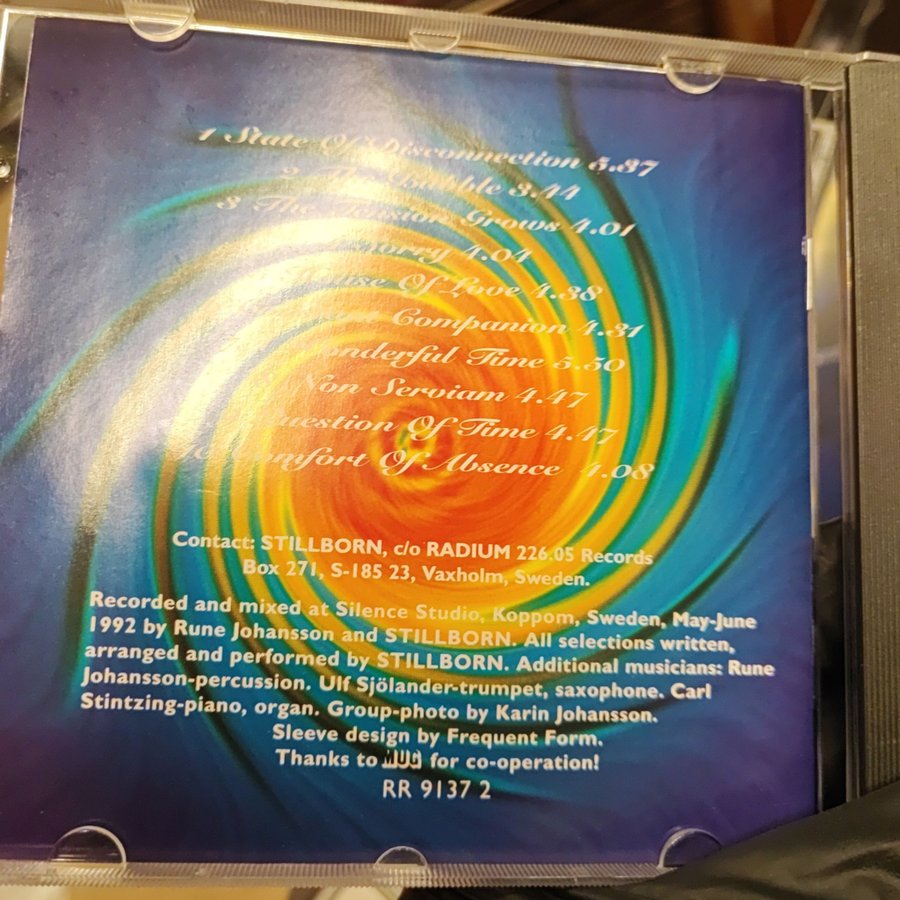 1 State Of Disconnection 5.37
2 The Bubble 3.44
3 The Tension Grows 4.01
Sorry 4.04
House Of Love 4.38
Companion 4.31
Wonderful Time 5.50
Non Serviam 4.47
Question Of Time 4.47
10 Comfort Of Absence 4.08
Contact: STILLBORN, c/o RADIUM 226.05 Records
Box 271, S-185 23, Vaxholm, Sweden.
Recorded and mixed at Silence Studio, Koppom, Sweden, May-June
1992 by Rune Johansson and STILLBORN. All selections written,
arranged and performed by STILLBORN. Additional musicians: Rune
Johansson-percussion. Ulf Sjölander-trumpet, saxophone. Carl
Stintzing-piano, organ. Group-photo by Karin Johansson.
Sleeve design by Frequent Form.
Thanks to for co-operation!
RR 9137 2